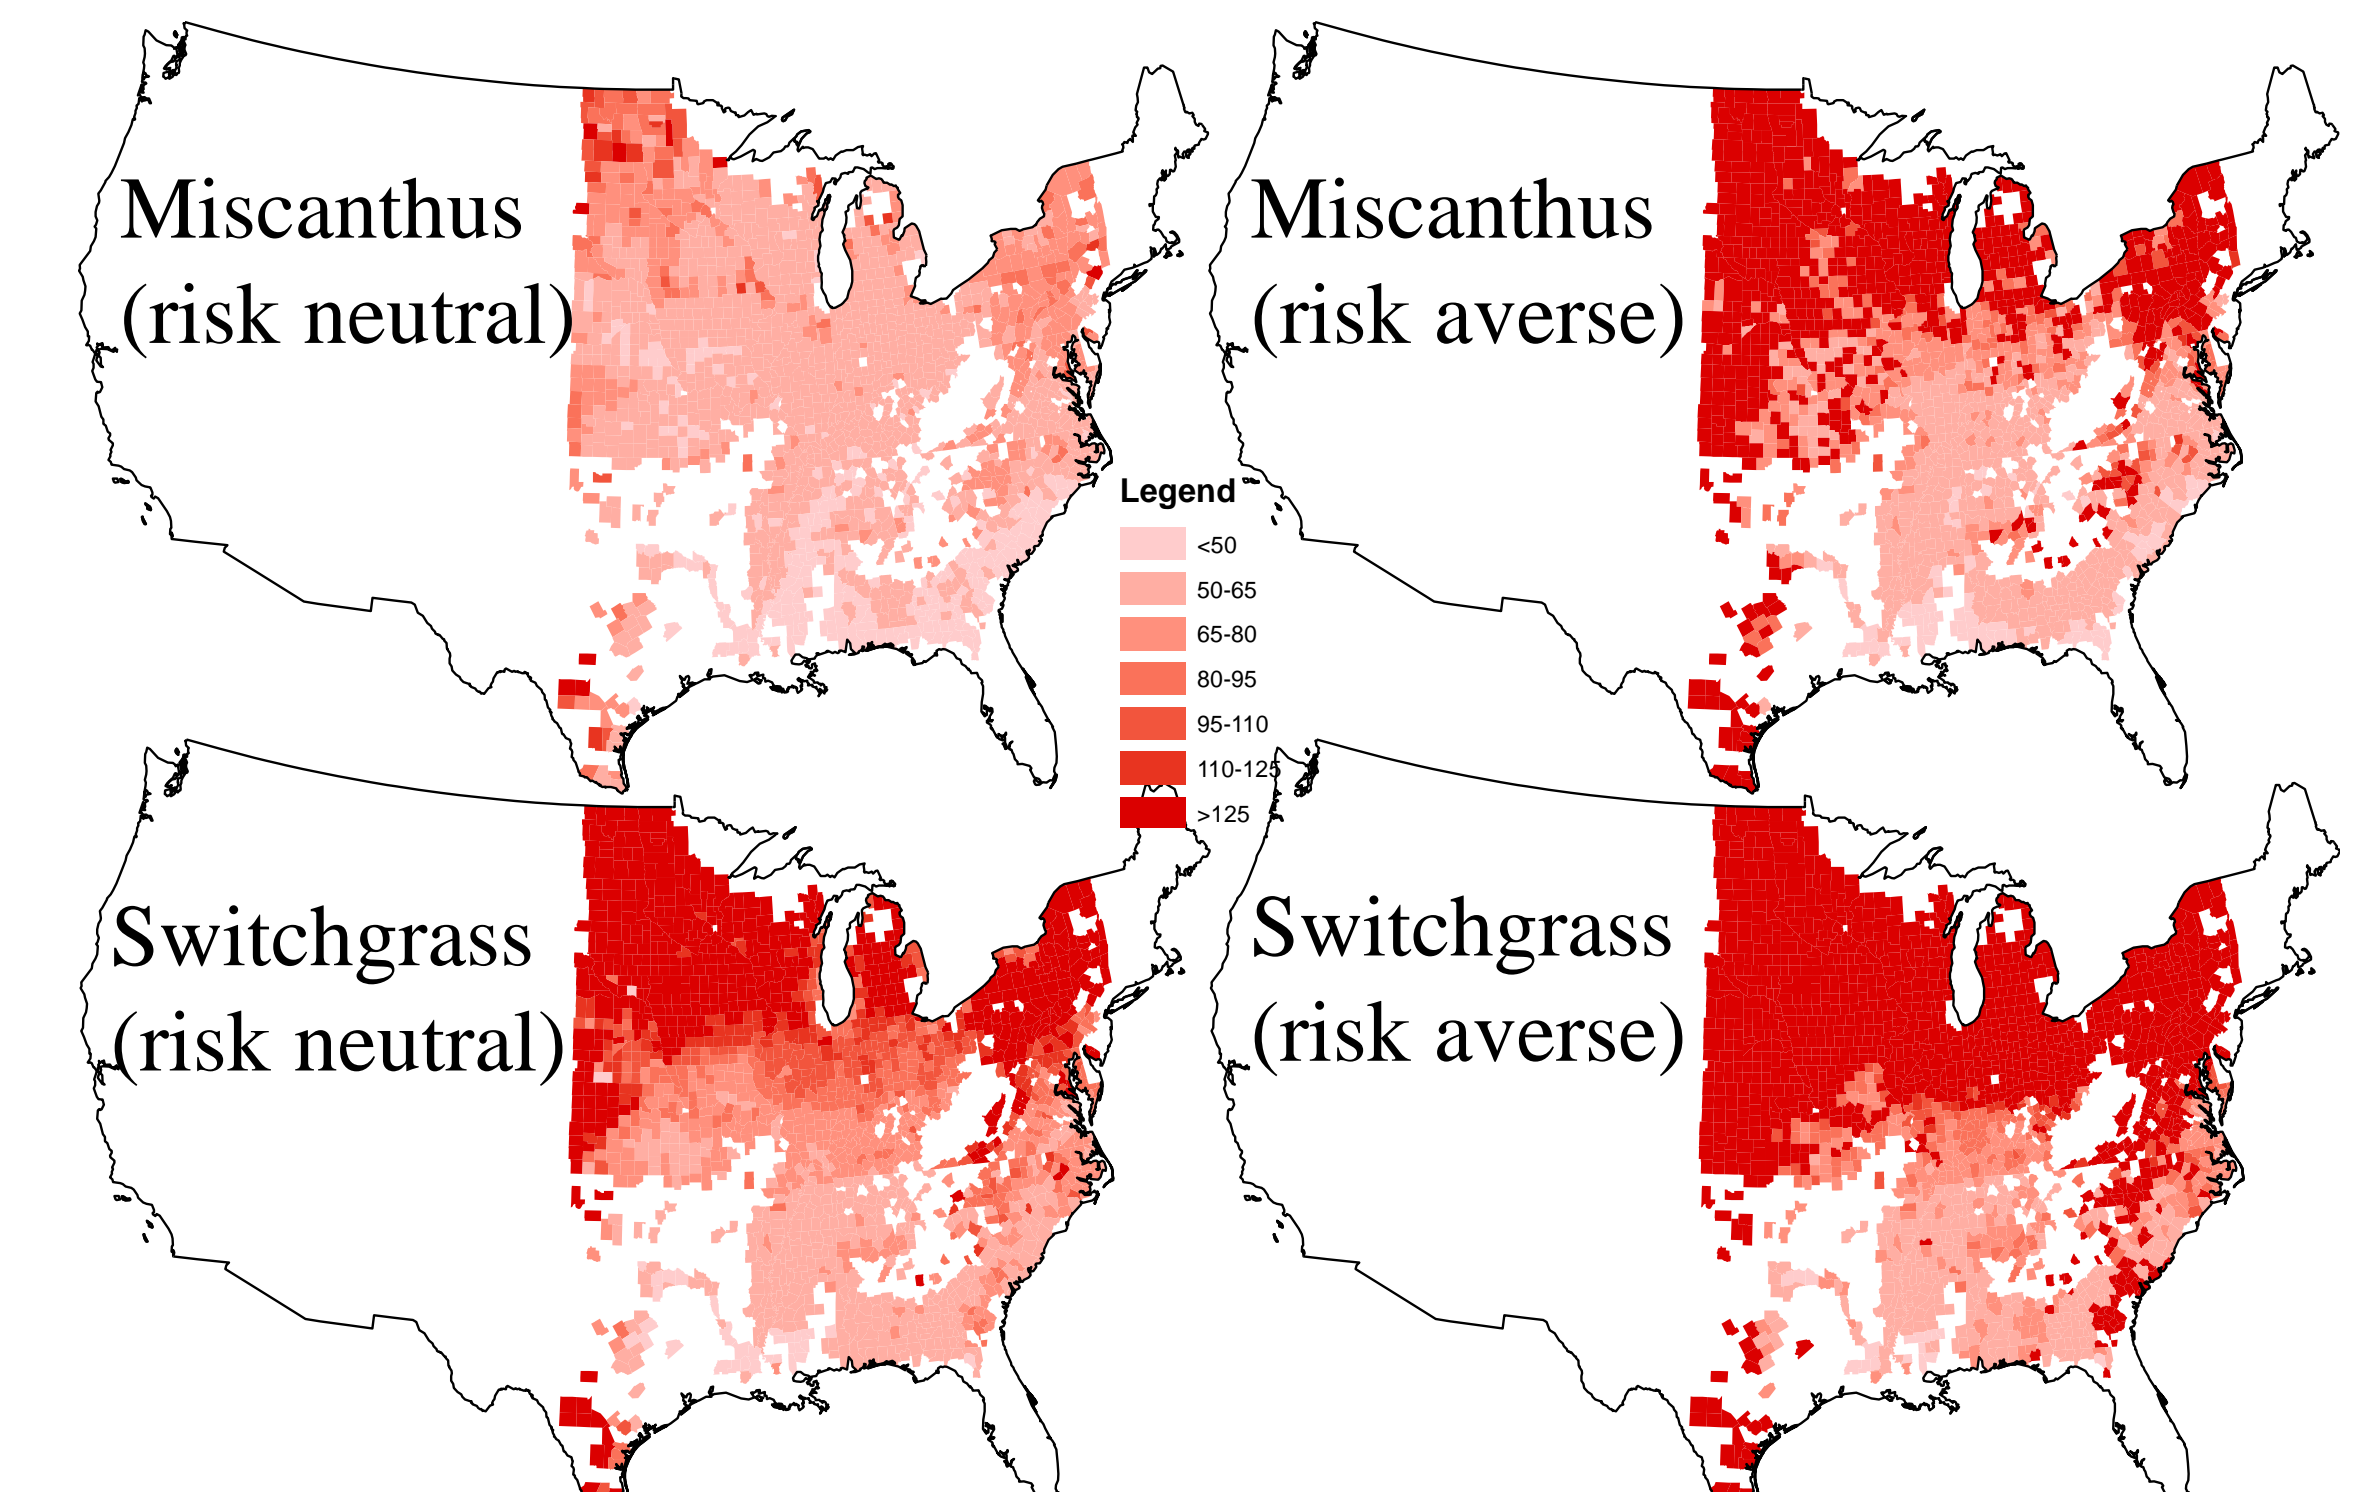 Miscanthus
(risk neutral)
Miscanthus
(risk averse)
Legend
<50
50-65
65-80
80-95
95-110
110-125
>125
Switchgrass
(risk neutral)
Switchgrass
(risk averse)